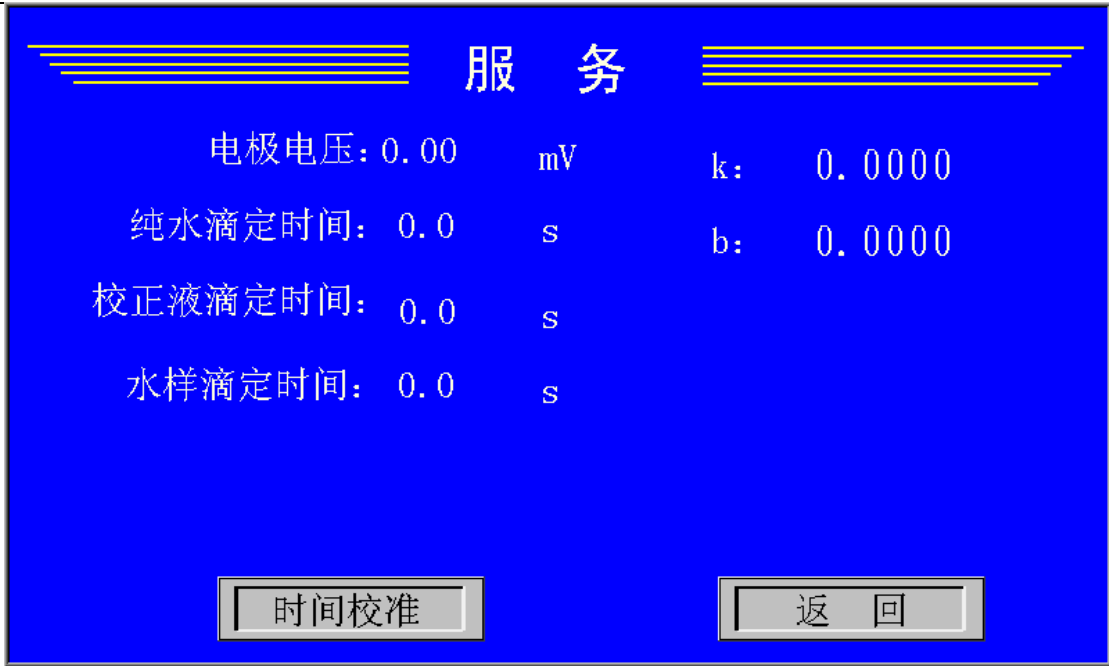 服 务
电极电压：0.00 mV
k： 0.0000
纯水滴定时间： 0.0 s
b： 0.0000
校正液滴定时间： 0.0 s
水样滴定时间： 0.0 s
时间校准
返 回